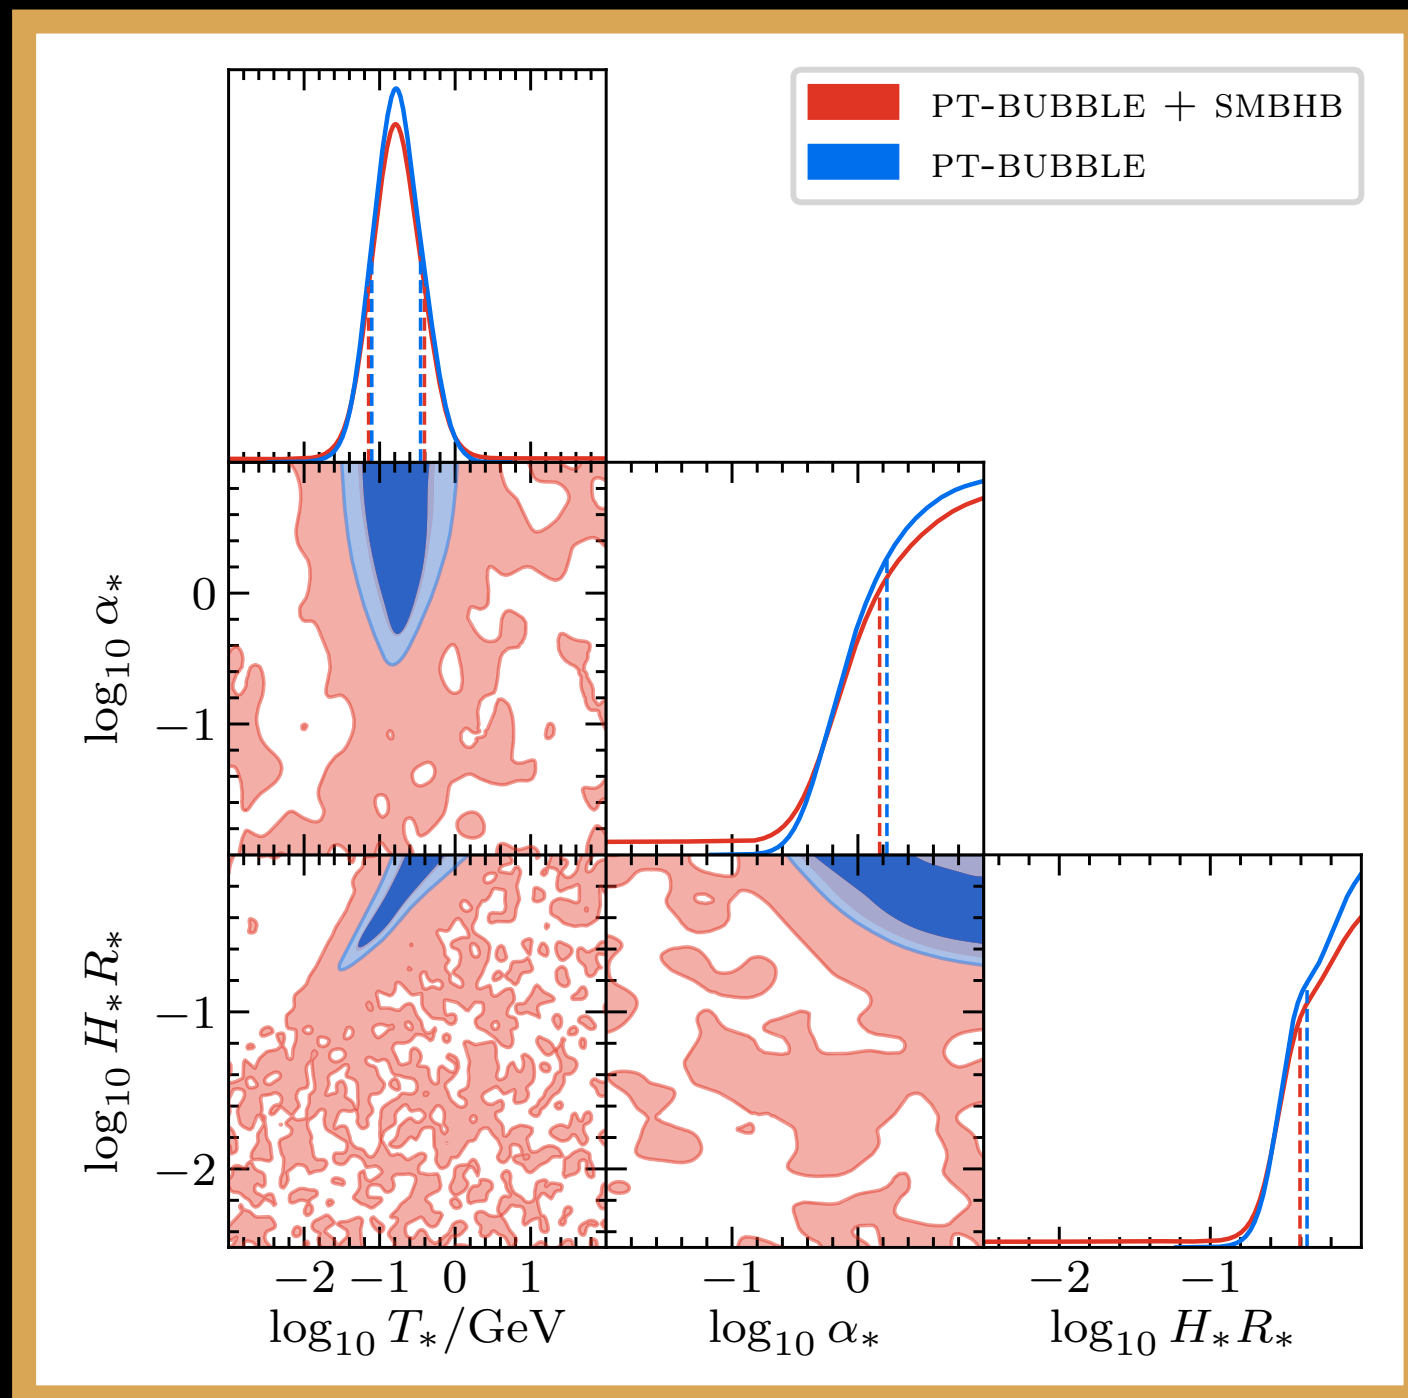 PT-BUBBLE + SMBHB
PT-BUBBLE
log₁₀ α∗
0
−1
log₁₀ H∗R∗
−1
−2
−2 −1 0 1
−1 0
−2 −1
log₁₀ T∗/GeV
log₁₀ α∗
log₁₀ H∗R∗